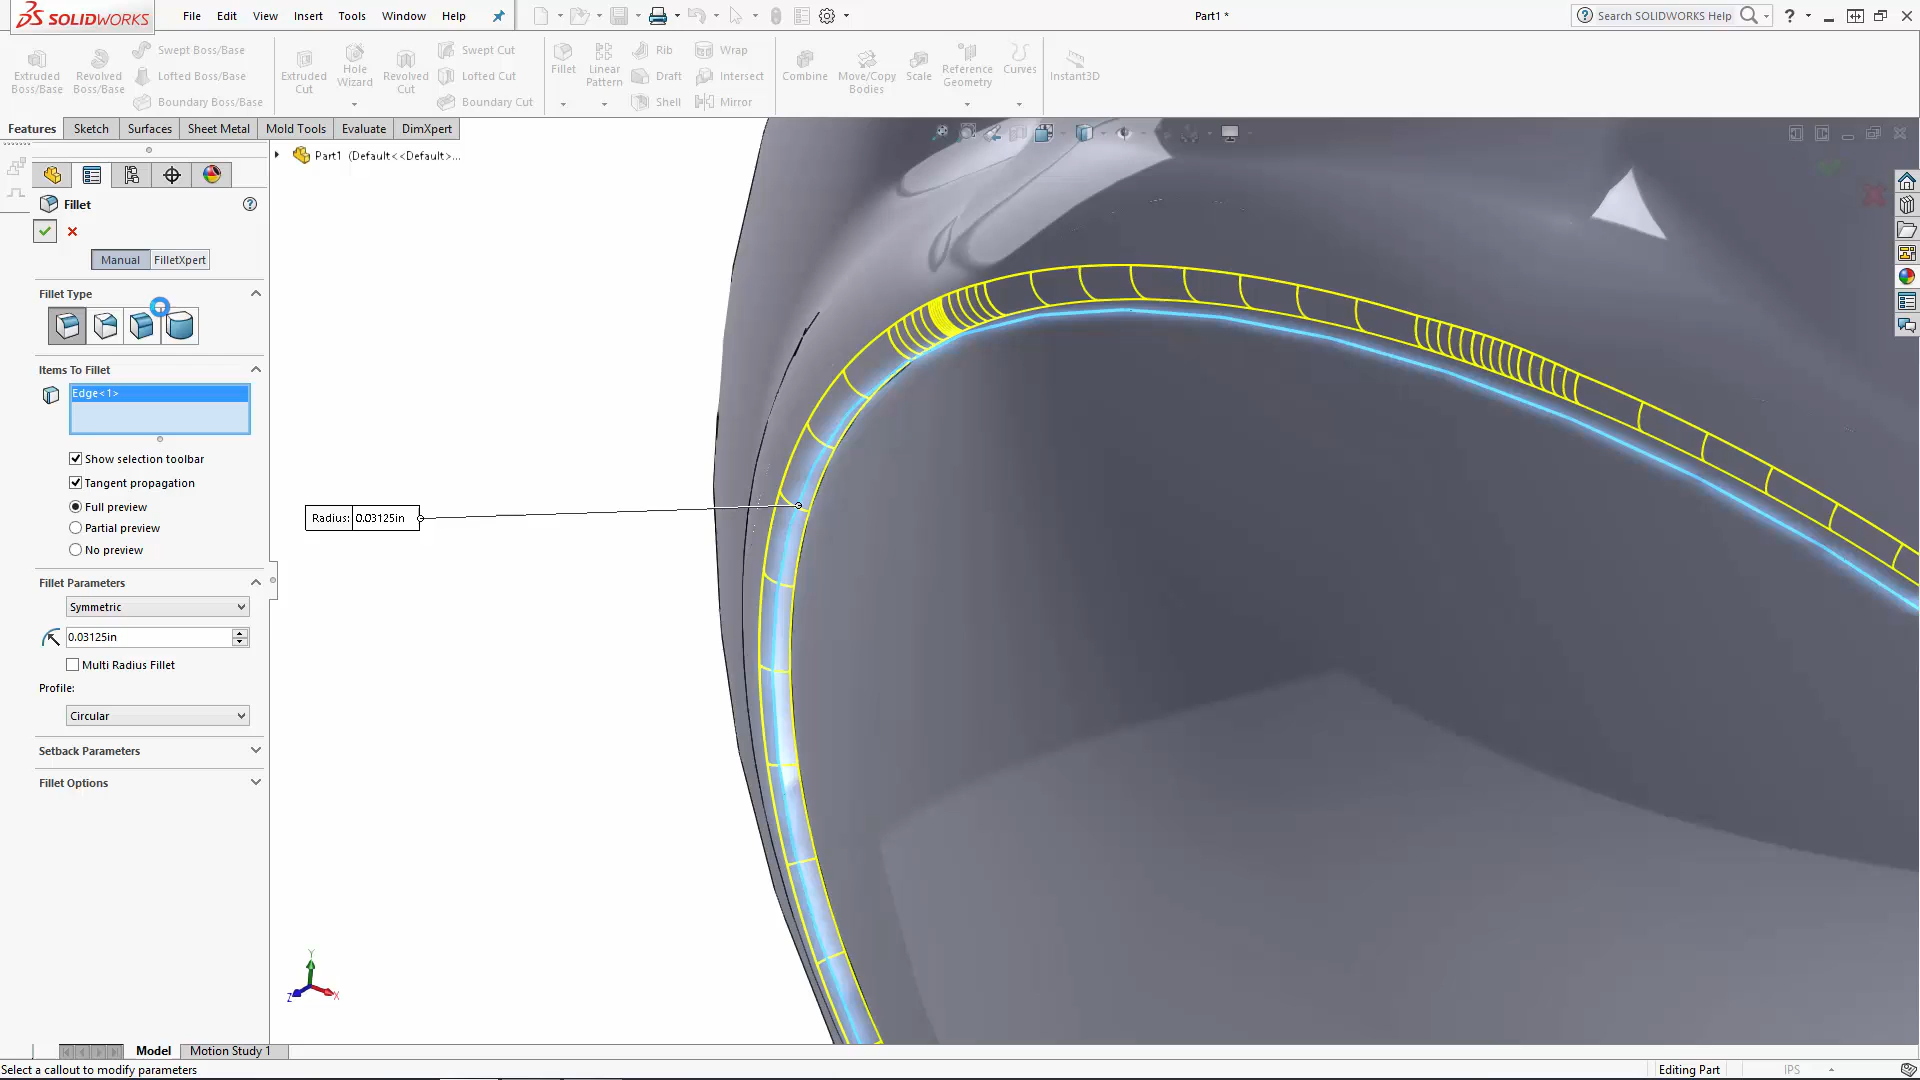 SOLIDWORKS
File Edit View Insert Tools Window Help
Part1 *
Search SOLIDWORKS Help
Extruded Boss/Base
Revolved Boss/Base
Swept Boss/Base
Lofted Boss/Base
Boundary Boss/Base
Extruded Cut
Hole Wizard
Revolved Cut
Swept Cut
Lofted Cut
Boundary Cut
Fillet
Linear Pattern
Rib
Draft
Shell
Wrap
Intersect
Mirror
Combine
Move/Copy Bodies
Scale
Reference Geometry
Curves
Instant3D
Features Sketch Surfaces Sheet Metal Mold Tools Evaluate DimXpert
Part1 (Default<<Default>...
Fillet
Manual FilletXpert
Fillet Type
Items To Fillet
Edge<1>
Show selection toolbar
Tangent propagation
Full preview
Partial preview
No preview
Radius: 0.03125in
Fillet Parameters
Symmetric
0.03125in
Multi Radius Fillet
Profile:
Circular
Setback Parameters
Fillet Options
Y
Z
X
Model Motion Study 1
Select a callout to modify parameters
Editing Part
IPS